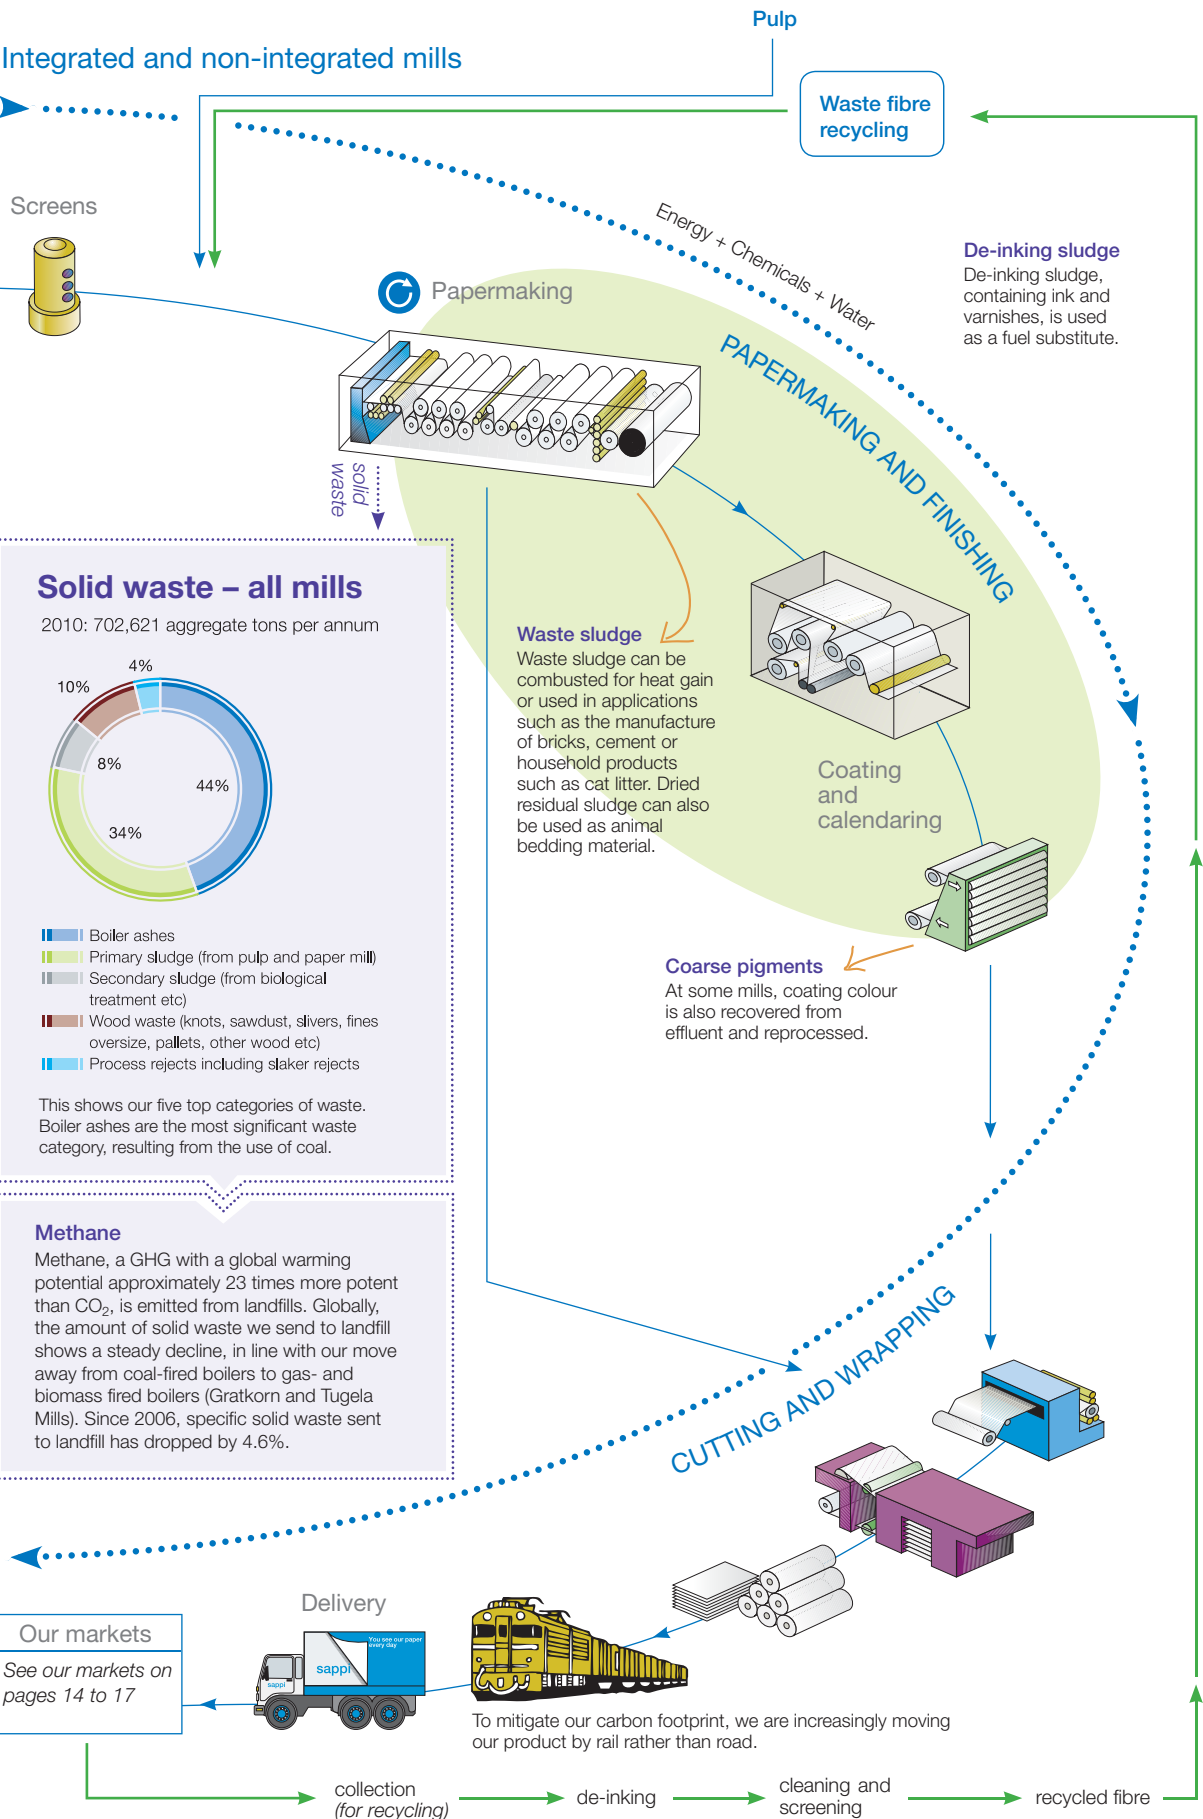 Pulp
Integrated and non-integrated mills
Waste fibre
recycling
Screens
Energy + Chemicals + Water
De-inking sludge
De-inking sludge,
containing ink and
varnishes, is used
as a fuel substitute.
Papermaking
PAPERMAKING AND FINISHING
solid
waste
Solid waste – all mills
2010: 702,621 aggregate tons per annum
4%
10%
8%
44%
34%
Boiler ashes
Primary sludge (from pulp and paper mill)
Secondary sludge (from biological
treatment etc)
Wood waste (knots, sawdust, slivers, fines
oversize, pallets, other wood etc)
Process rejects including slaker rejects
This shows our five top categories of waste.
Boiler ashes are the most significant waste
category, resulting from the use of coal.
Waste sludge
Waste sludge can be
combusted for heat gain
or used in applications
such as the manufacture
of bricks, cement or
household products
such as cat litter. Dried
residual sludge can also
be used as animal
bedding material.
Coating
and
calendaring
Coarse pigments
At some mills, coating colour
is also recovered from
effluent and reprocessed.
Methane
Methane, a GHG with a global warming
potential approximately 23 times more potent
than CO₂, is emitted from landfills. Globally,
the amount of solid waste we send to landfill
shows a steady decline, in line with our move
away from coal-fired boilers to gas- and
biomass fired boilers (Gratkorn and Tugela
Mills). Since 2006, specific solid waste sent
to landfill has dropped by 4.6%.
CUTTING AND WRAPPING
Delivery
You see our paper
every day
sappi
sappi
Our markets
See our markets on
pages 14 to 17
To mitigate our carbon footprint, we are increasingly moving
our product by rail rather than road.
collection
(for recycling)
de-inking
cleaning and
screening
recycled fibre